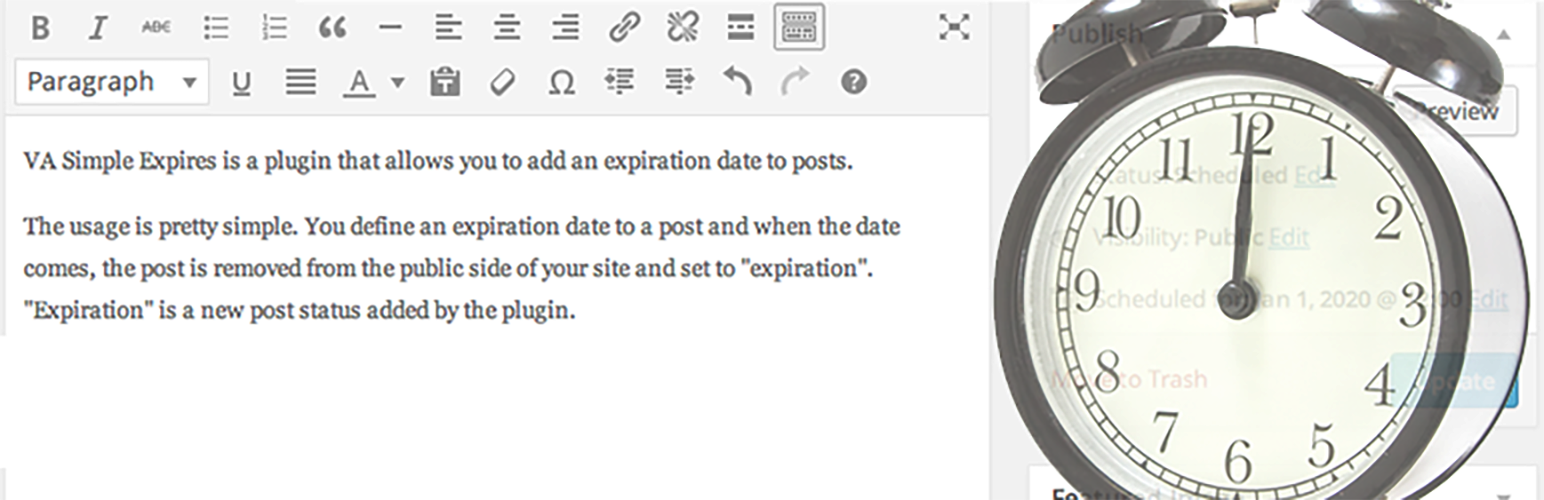 B I ABC
Paragraph U A Ω ?
VA Simple Expires is a plugin that allows you to add an expiration date to posts.
The usage is pretty simple. You define an expiration date to a post and when the date
comes, the post is removed from the public side of your site and set to "expiration".
"Expiration" is a new post status added by the plugin.
Publish
Preview
Status: Scheduled Edit
Visibility: Public Edit
Scheduled for: Jan 1, 2020 @ Edit
Move to Trash
Update
Featured Image
12
1
2
3
4
5
6
7
8
9
10
11